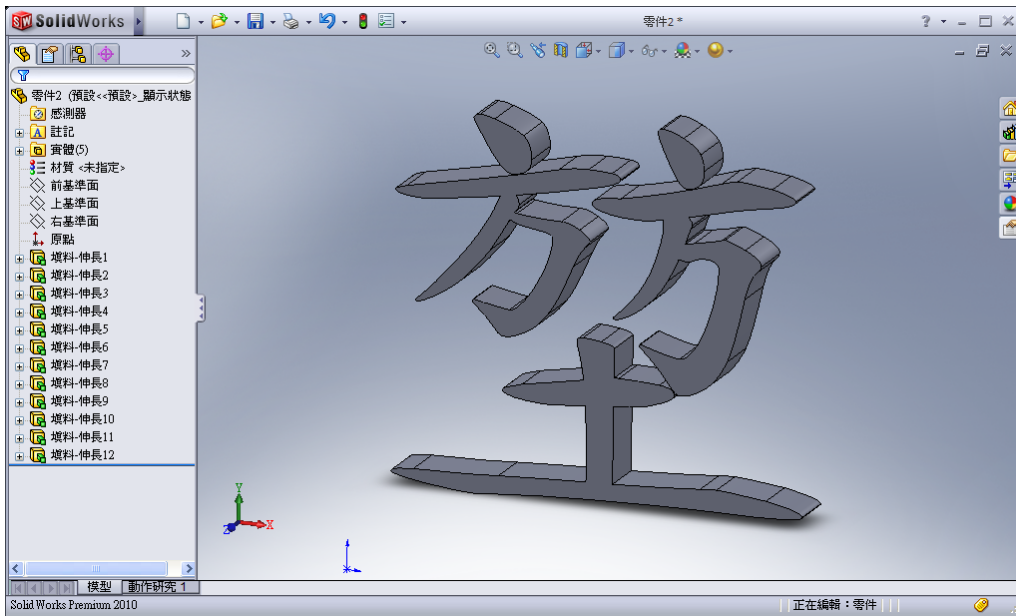 SolidWorks
零件2 *
零件2 (預設<<預設>_顯示狀態
感測器
註記
實體(5)
材質 <未指定>
前基準面
上基準面
右基準面
原點
填料-伸長1
填料-伸長2
填料-伸長3
填料-伸長4
填料-伸長5
填料-伸長6
填料-伸長7
填料-伸長8
填料-伸長9
填料-伸長10
填料-伸長11
填料-伸長12
方方
土
Y
X
Z
模型
動作研究 1
SolidWorks Premium 2010
正在編輯：零件